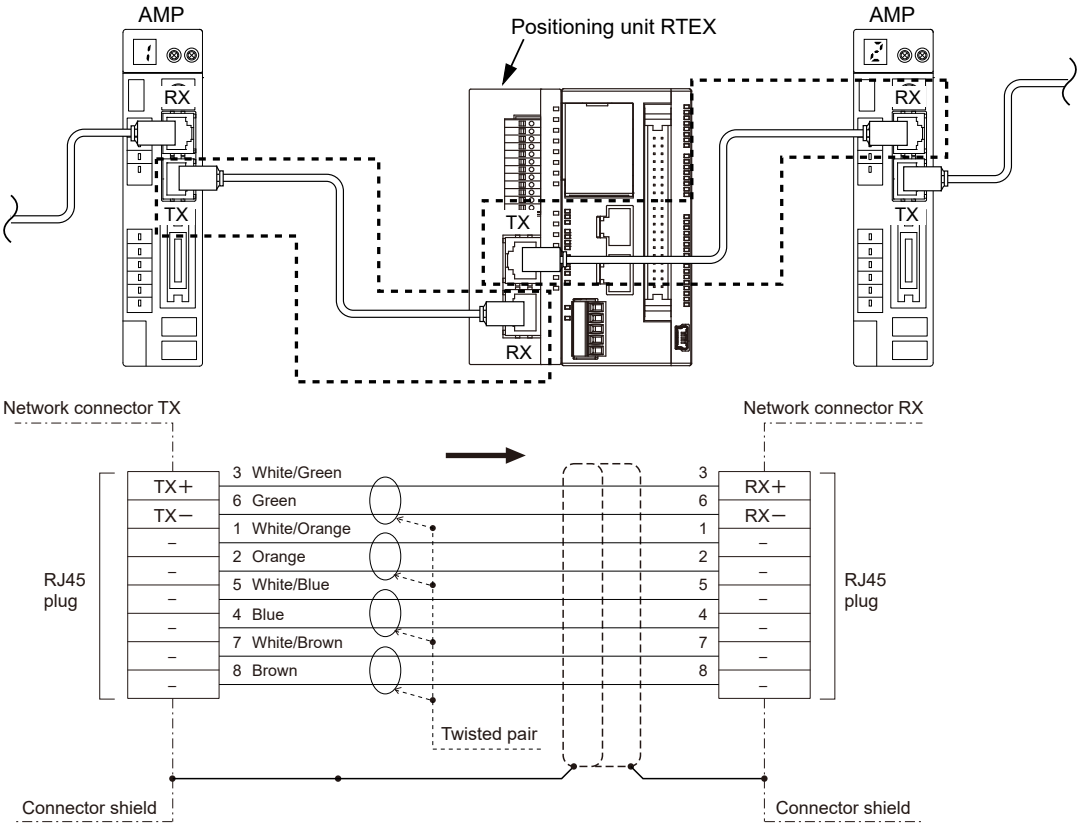 AMP
Positioning unit RTEX
AMP
1
2
RX
RX
TX
TX
TX
RX
Network connector TX
Network connector RX
3 White/Green 3
TX+ RX+
6 Green 6
TX− RX−
1 White/Orange 1
– –
2 Orange 2
– –
5 White/Blue 5
– –
4 Blue 4
– –
7 White/Brown 7
– –
8 Brown 8
– –
RJ45
plug
RJ45
plug
Twisted pair
Connector shield
Connector shield